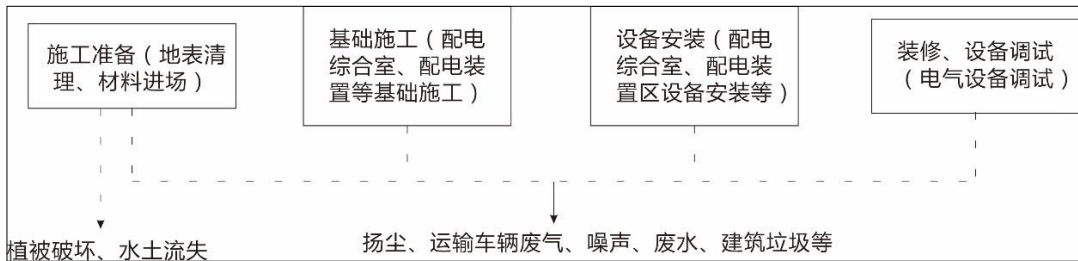 施工准备（地表清
理、材料进场）
基础施工（配电
综合室、配电装
置等基础施工）
设备安装（配电
综合室、配电装
置区设备安装等）
装修、设备调试
（电气设备调试）
植被破坏、水土流失
扬尘、运输车辆废气、噪声、废水、建筑垃圾等